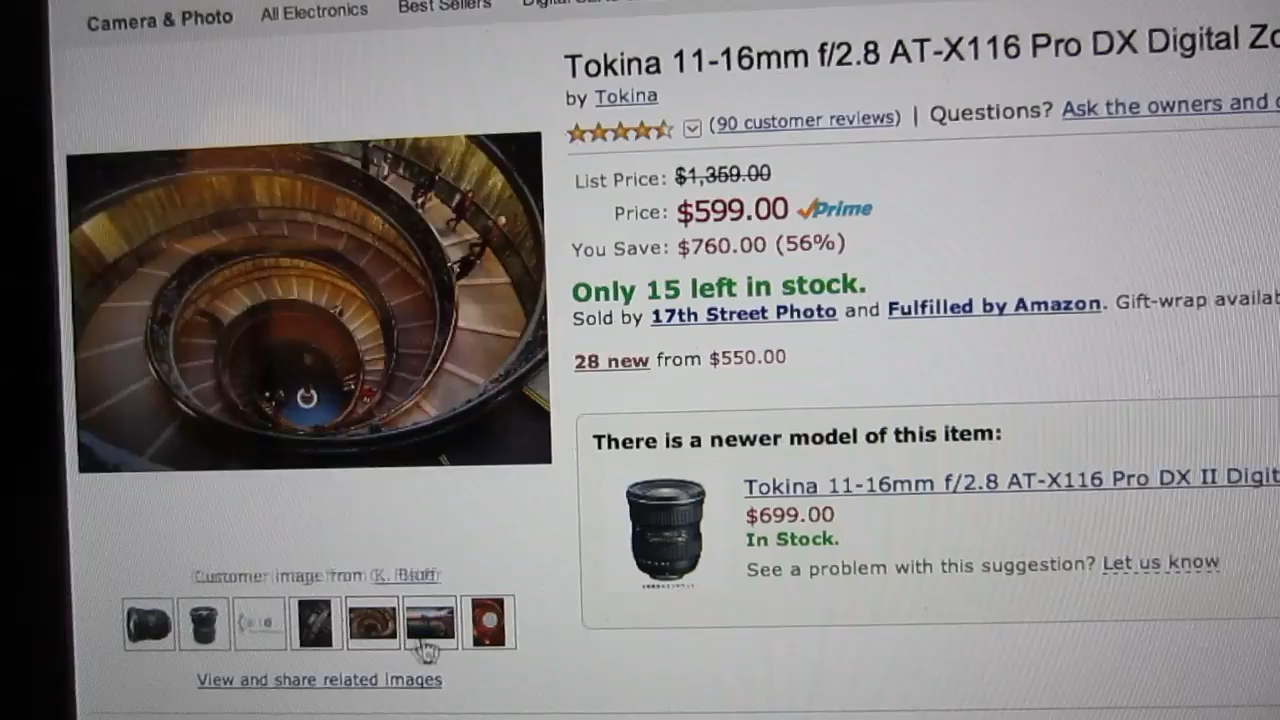 Camera & Photo All Electronics Best Sellers
Tokina 11-16mm f/2.8 AT-X116 Pro DX Digital
by Tokina
(90 customer reviews) | Questions? Ask the owners and
List Price: $1,359.00
Price: $599.00 Prime
You Save: $760.00 (56%)
Only 15 left in stock.
Sold by 17th Street Photo and Fulfilled by Amazon. Gift-wrap
28 new from $550.00
There is a newer model of this item:
Tokina 11-16mm f/2.8 AT-X116 Pro DX II
$699.00
In Stock.
See a problem with this suggestion? Let us know
Customer image from K.
View and share related images